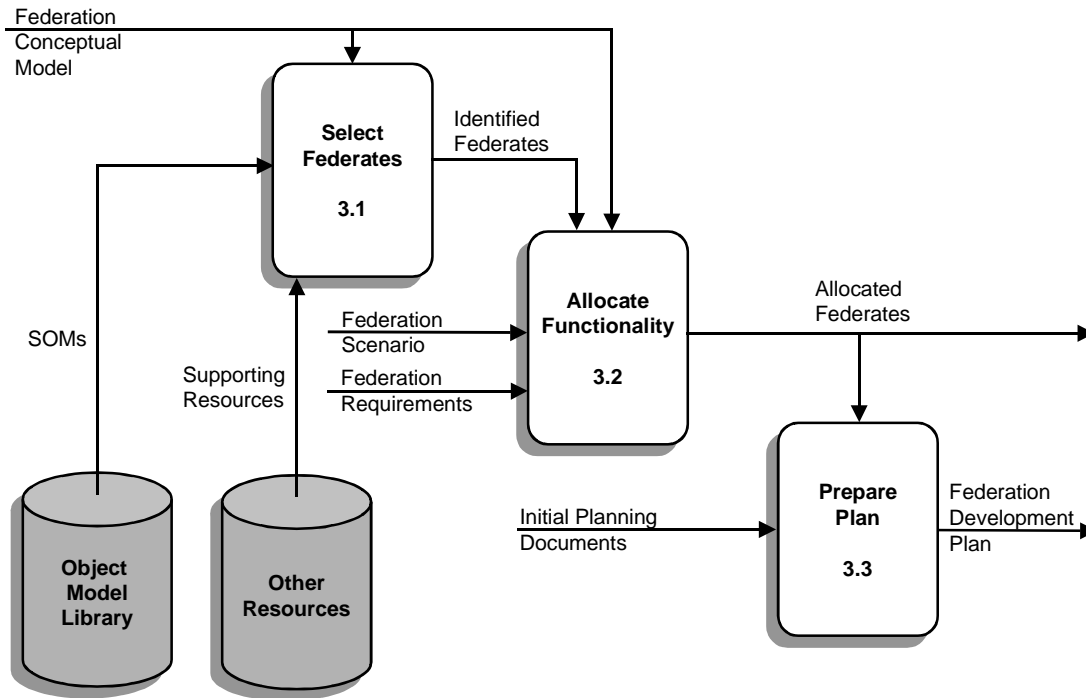 Federation
Conceptual
Model
Select
Federates
3.1
Identified
Federates
Allocate
Functionality
3.2
Allocated
Federates
SOMs
Supporting
Resources
Federation
Scenario
Federation
Requirements
Prepare
Plan
3.3
Initial Planning
Documents
Federation
Development
Plan
Object
Model
Library
Other
Resources